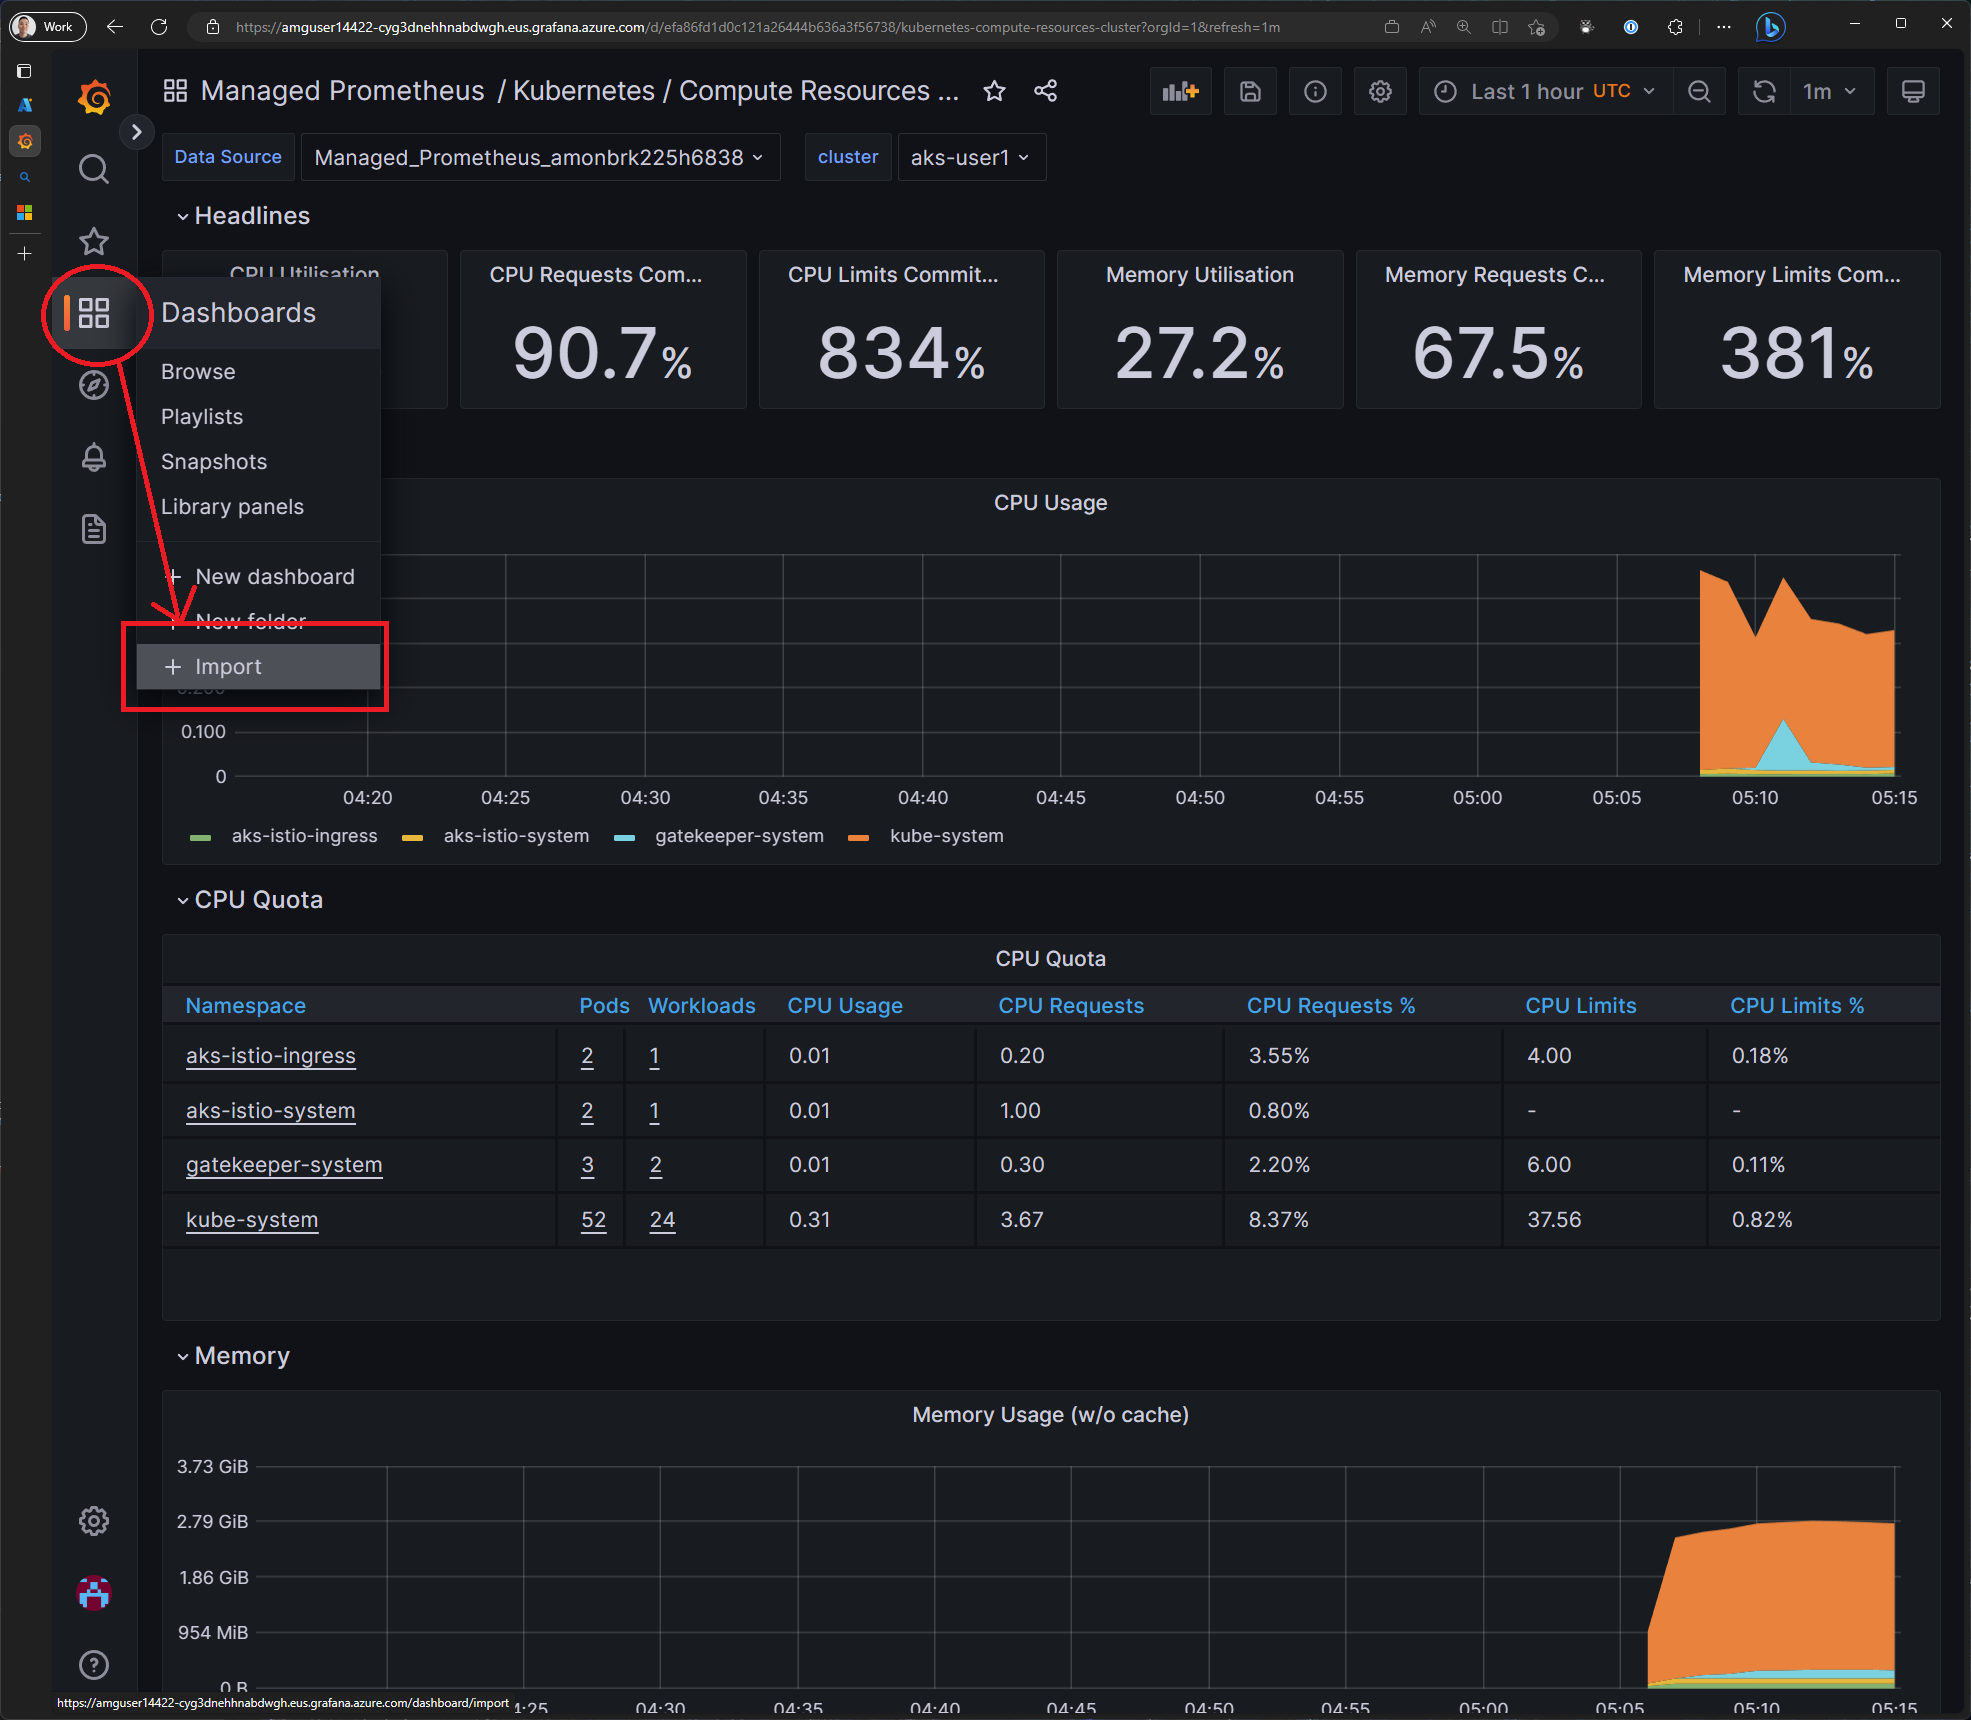 Work
https://amguser14422-cyg3dnehhnabdwgh.eus.grafana.azure.com/d/efa86fd1d0c121a26444b636a3f56738/kubernetes-compute-resources-cluster?orgId=1&refresh=1m
Managed Prometheus / Kubernetes / Compute Resources ...
Last 1 hour UTC
1m
Data Source
Managed_Prometheus_amonbrk225h6838
cluster
aks-user1
Headlines
CPU Utilisation
CPU Requests Com...
CPU Limits Commit...
Memory Utilisation
Memory Requests C...
Memory Limits Com...
90.7%
834%
27.2%
67.5%
381%
Dashboards
Browse
Playlists
Snapshots
Library panels
New dashboard
New folder
Import
CPU Usage
0.200
0.100
0
04:20 04:25 04:30 04:35 04:40 04:45 04:50 04:55 05:00 05:05 05:10 05:15
aks-istio-ingress aks-istio-system gatekeeper-system kube-system
CPU Quota
CPU Quota
Namespace Pods Workloads CPU Usage CPU Requests CPU Requests % CPU Limits CPU Limits %
aks-istio-ingress 2 1 0.01 0.20 3.55% 4.00 0.18%
aks-istio-system 2 1 0.01 1.00 0.80% - -
gatekeeper-system 3 2 0.01 0.30 2.20% 6.00 0.11%
kube-system 52 24 0.31 3.67 8.37% 37.56 0.82%
Memory
Memory Usage (w/o cache)
3.73 GiB
2.79 GiB
1.86 GiB
954 MiB
0 B
https://amguser14422-cyg3dnehhnabdwgh.eus.grafana.azure.com/dashboard/import
4:25 04:30 04:35 04:40 04:45 04:50 04:55 05:00 05:05 05:10 05:15